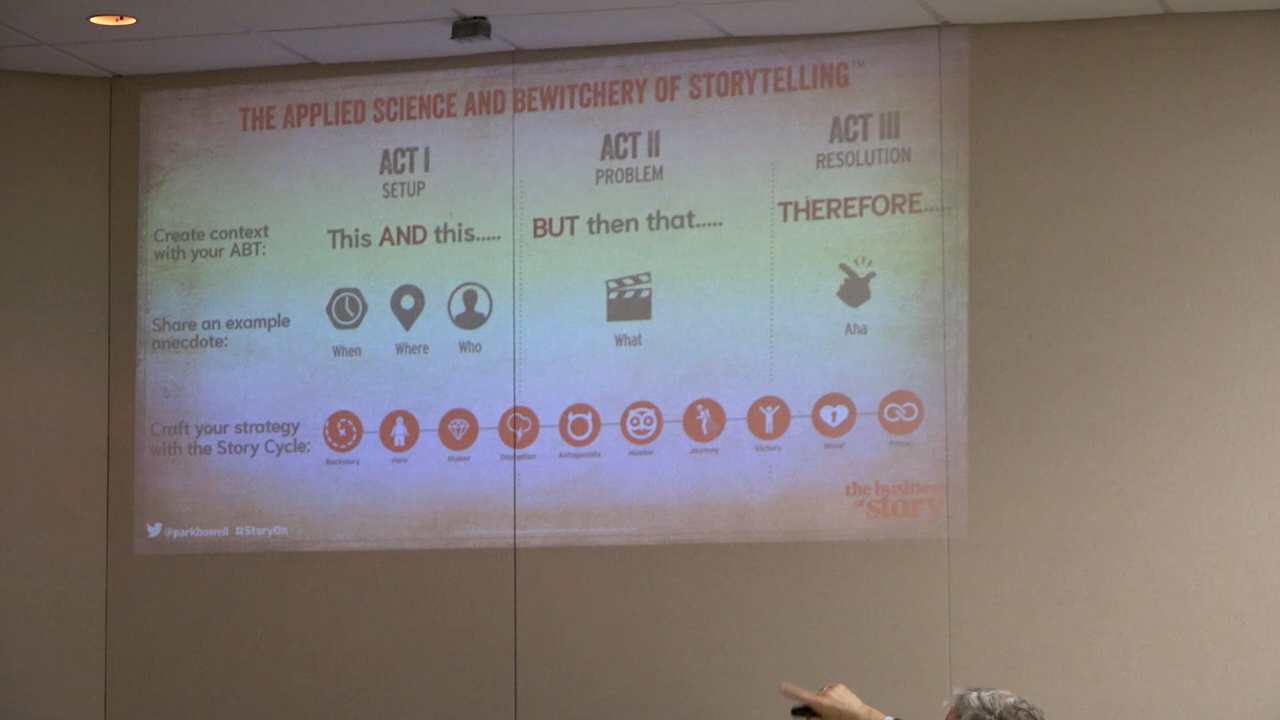 THE APPLIED SCIENCE AND BEWITCHERY OF STORYTELLING™
ACT I
SETUP
ACT II
PROBLEM
ACT III
RESOLUTION
Create context
with your ABT:
This AND this.....
BUT then that.....
THEREFORE.....
Share an example
anecdote:
When
Where
Who
What
Aha
Craft your strategy
with the Story Cycle:
Backstory
Hero
Stakes
Disruption
Antagonists
Mentor
Journey
Victory
Moral
the business
of story
@parkhowell #StoryOn